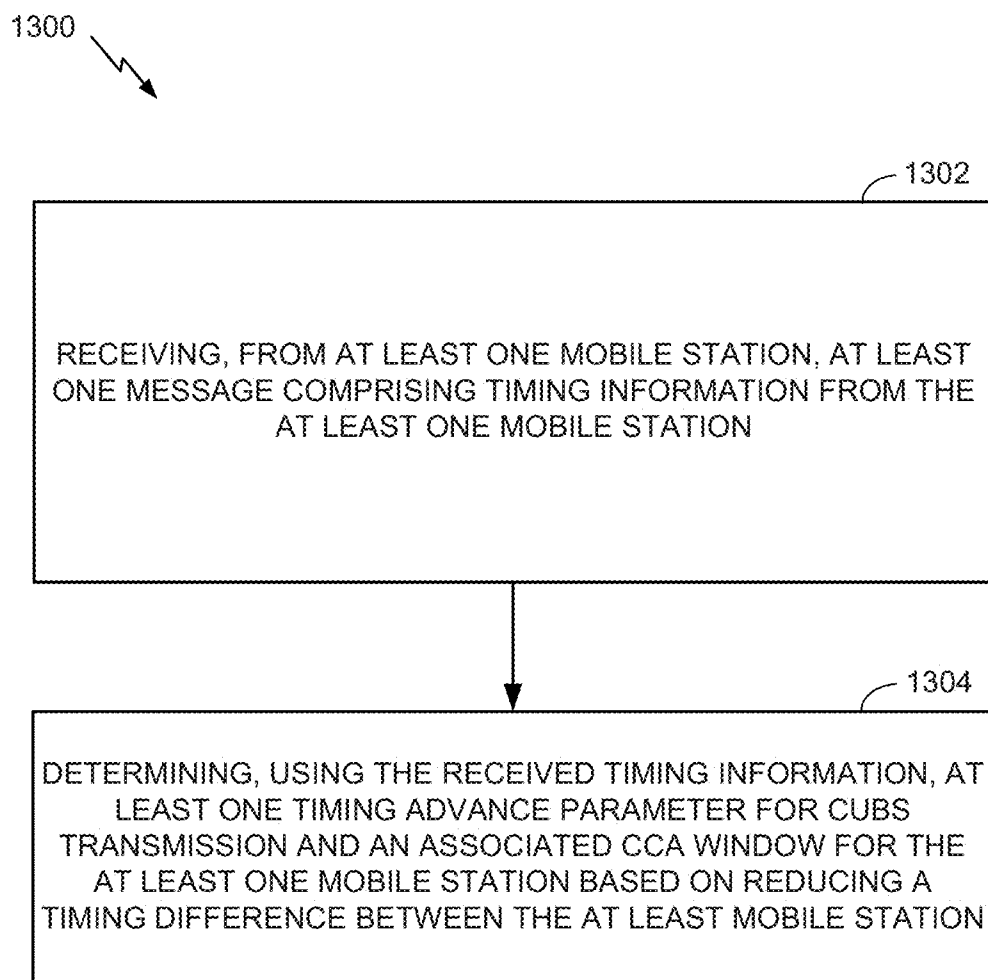 1300
1302
RECEIVING, FROM AT LEAST ONE MOBILE STATION, AT LEAST
ONE MESSAGE COMPRISING TIMING INFORMATION FROM THE
AT LEAST ONE MOBILE STATION
1304
DETERMINING, USING THE RECEIVED TIMING INFORMATION, AT
LEAST ONE TIMING ADVANCE PARAMETER FOR CUBS
TRANSMISSION AND AN ASSOCIATED CCA WINDOW FOR THE
AT LEAST ONE MOBILE STATION BASED ON REDUCING A
TIMING DIFFERENCE BETWEEN THE AT LEAST MOBILE STATION